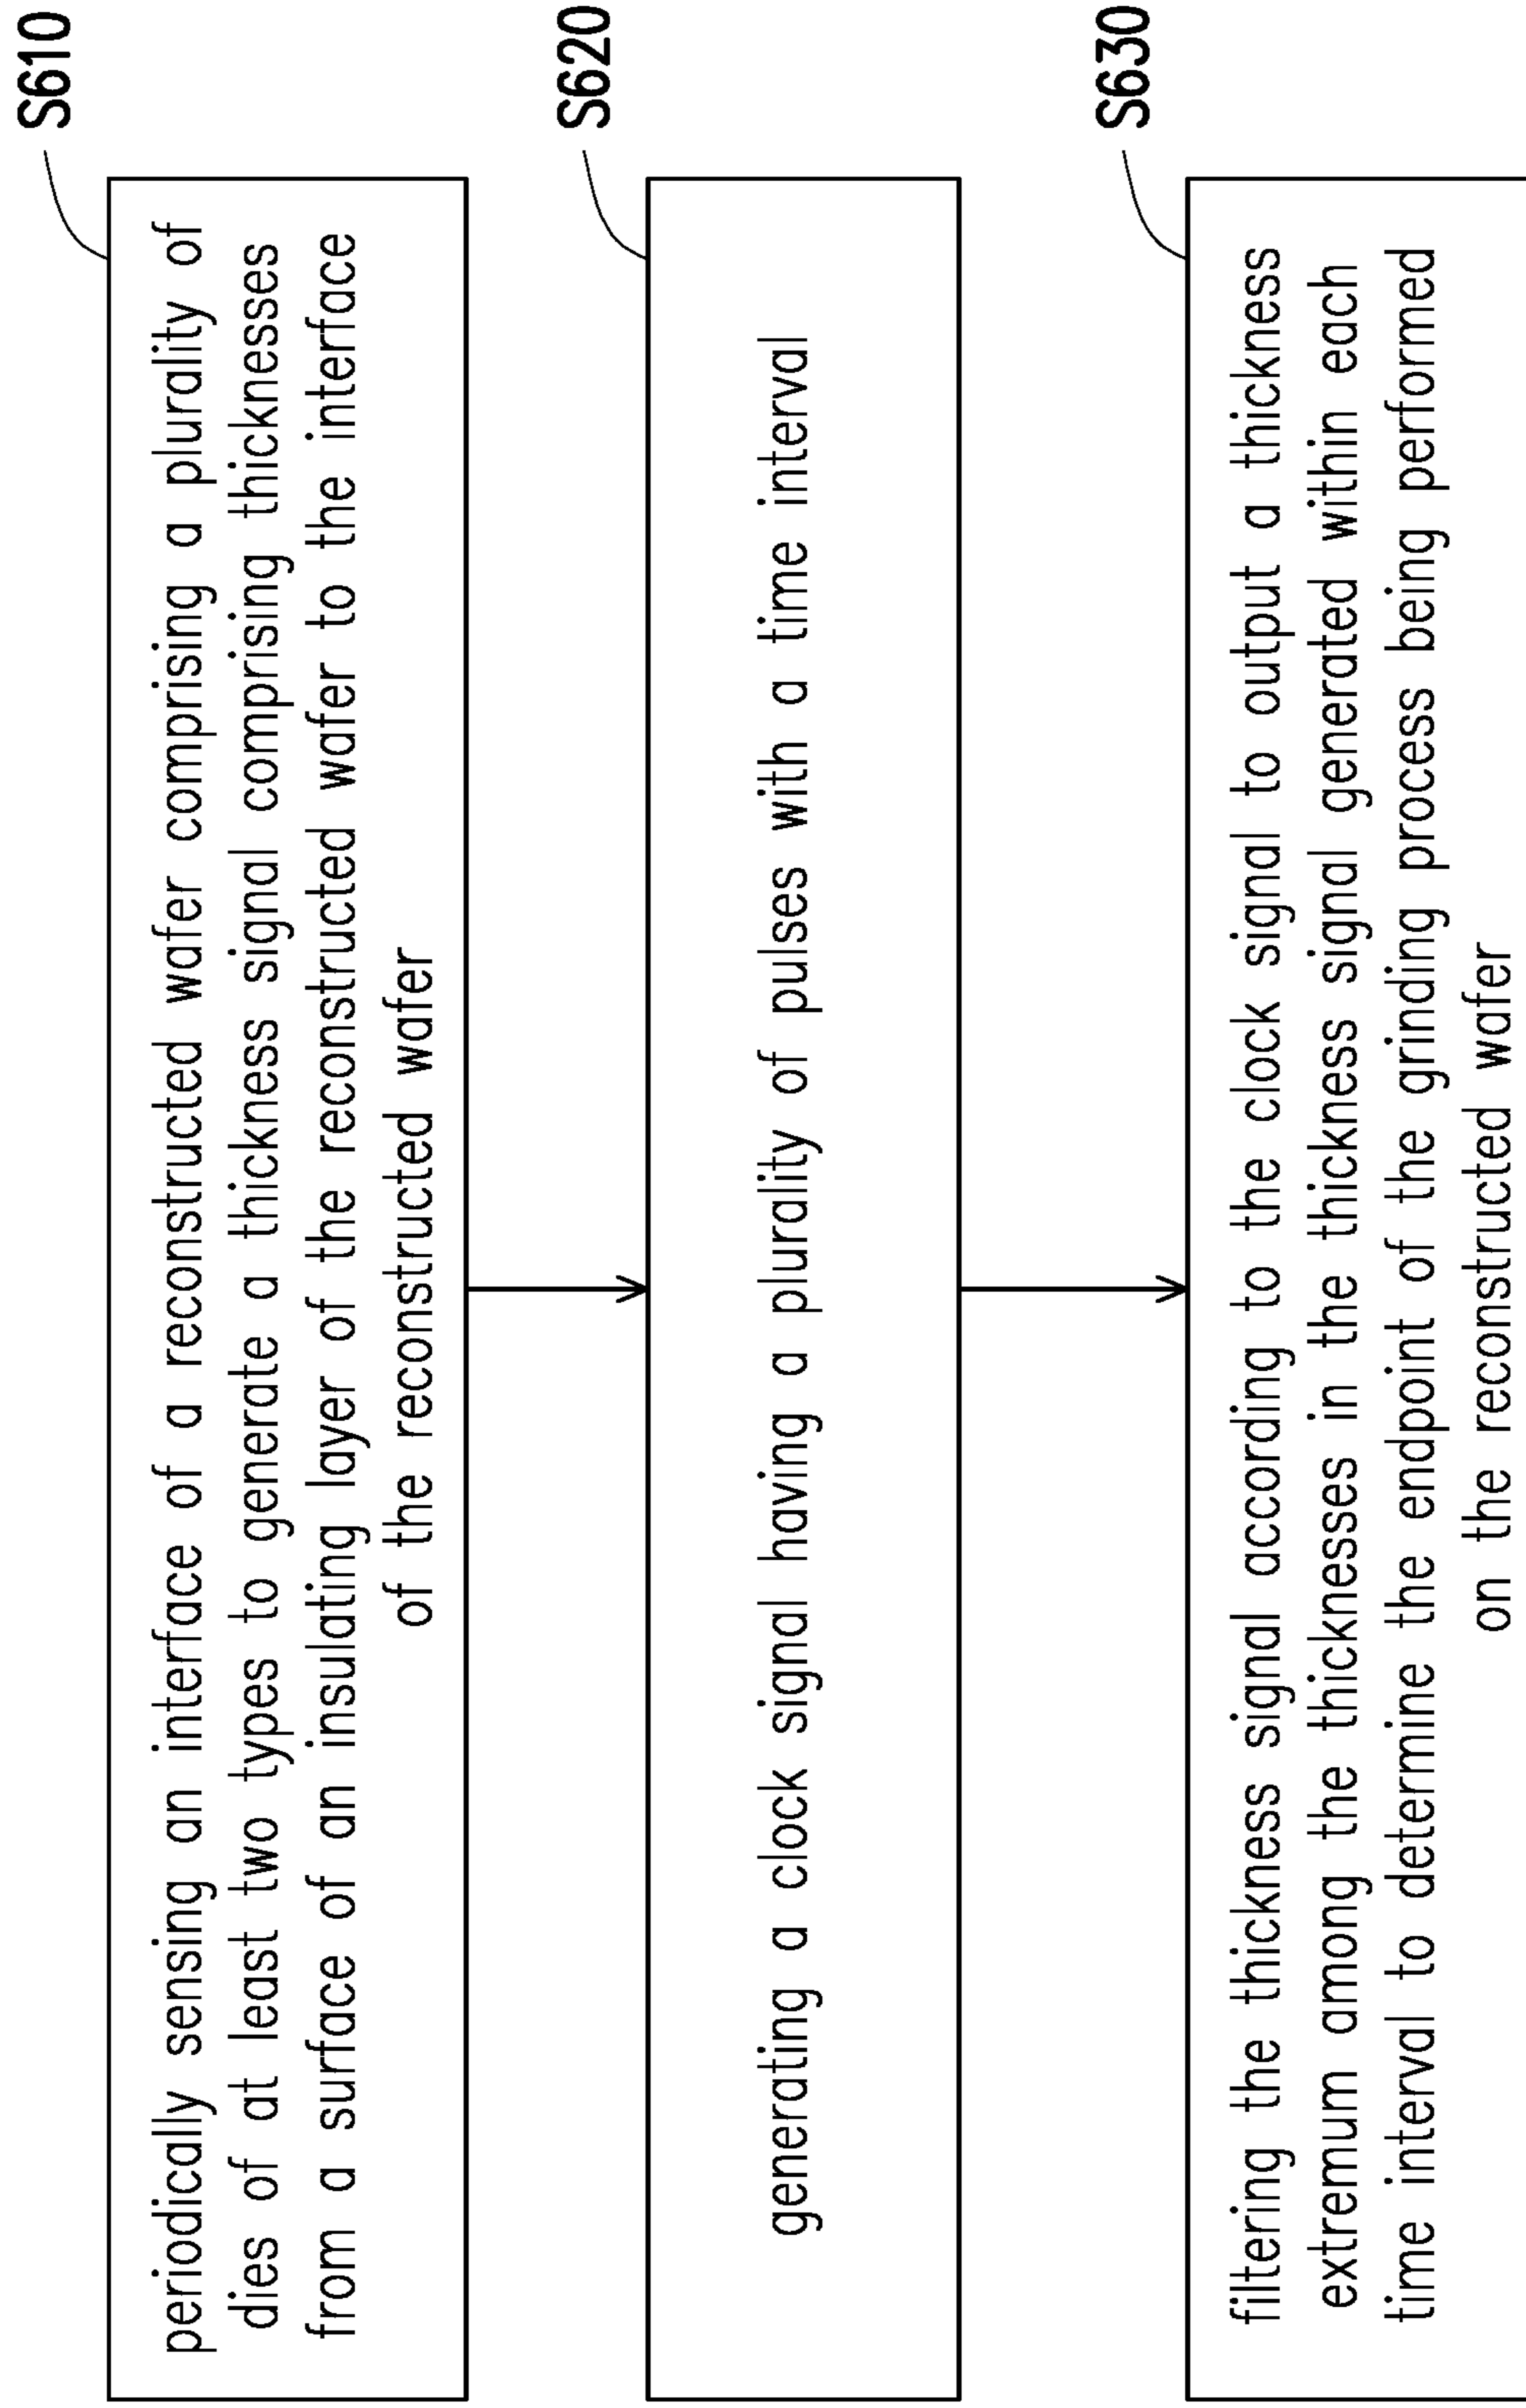 S610
periodically sensing an interface of a reconstructed wafer comprising a plurality of
dies of at least two types to generate a thickness signal comprising thicknesses
from a surface of an insulating layer of the reconstructed wafer to the interface
of the reconstructed wafer
S620
generating a clock signal having a plurality of pulses with a time interval
S630
filtering the thickness signal according to the clock signal to output a thickness
extremum among the thicknesses in the thickness signal generated within each
time interval to determine the endpoint of the grinding process being performed
on the reconstructed wafer